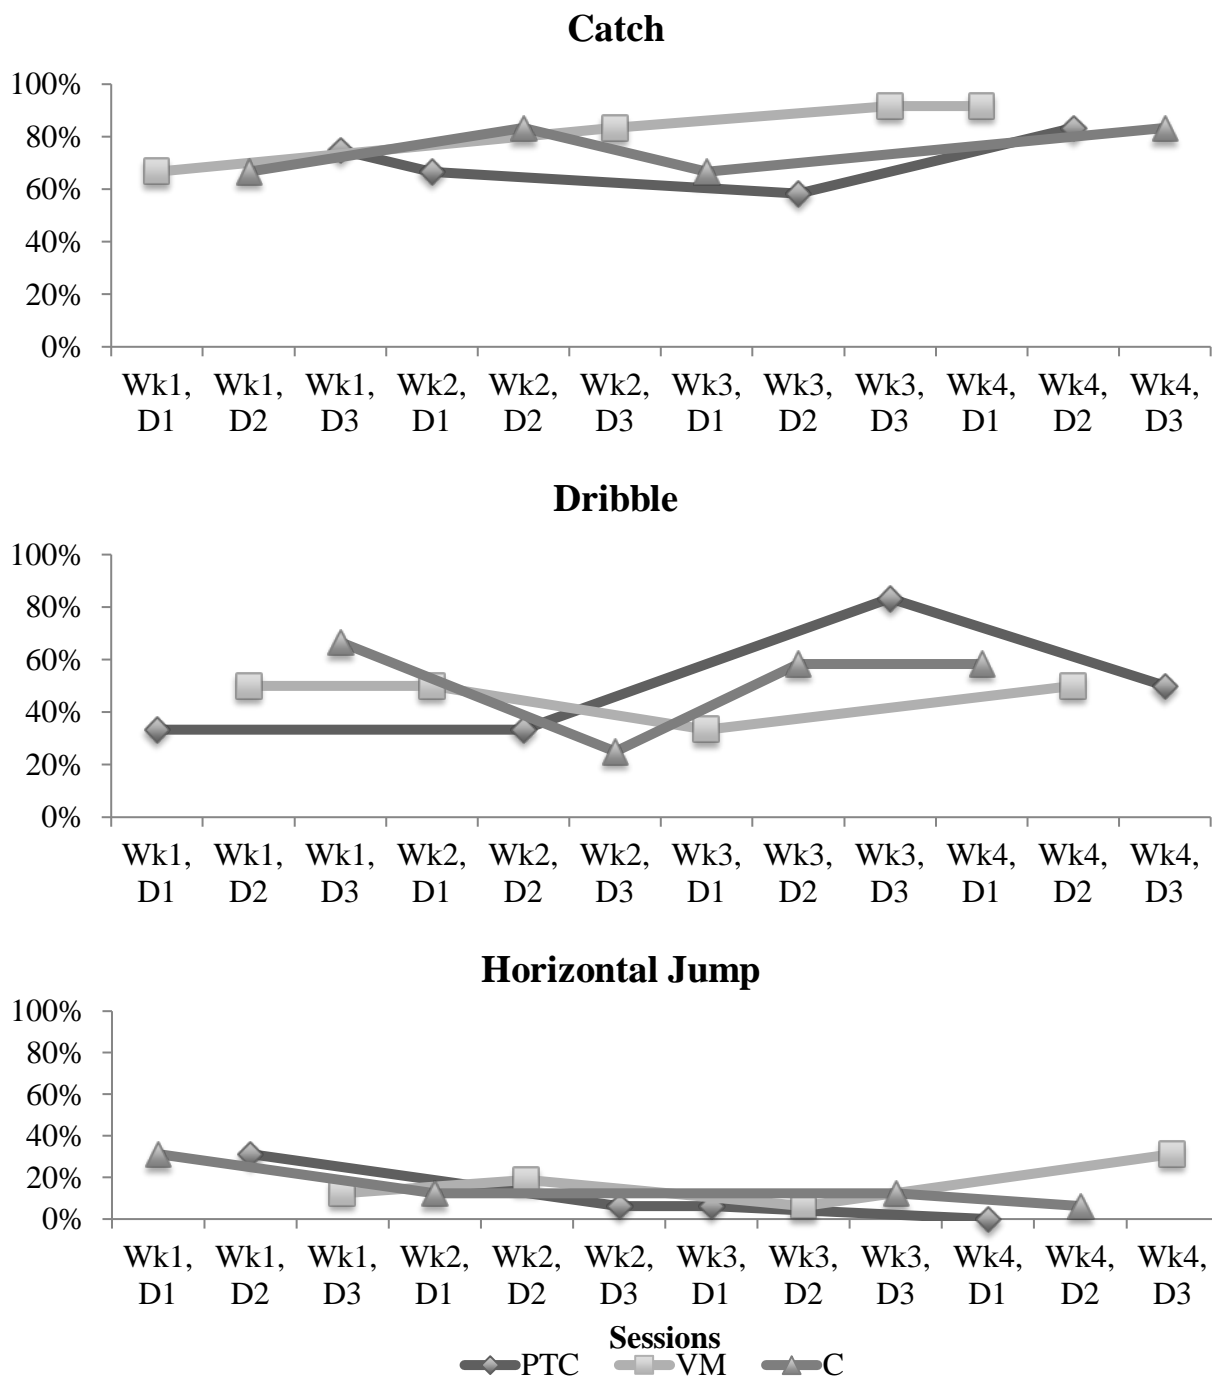 Catch
100%
80%
60%
40%
20%
0%
Wk1, Wk1, Wk1, Wk2, Wk2, Wk2, Wk3, Wk3, Wk3, Wk4, Wk4, Wk4,
D1 D2 D3 D1 D2 D3 D1 D2 D3 D1 D2 D3
Dribble
100%
80%
60%
40%
20%
0%
Wk1, Wk1, Wk1, Wk2, Wk2, Wk2, Wk3, Wk3, Wk3, Wk4, Wk4, Wk4,
D1 D2 D3 D1 D2 D3 D1 D2 D3 D1 D2 D3
Horizontal Jump
100%
80%
60%
40%
20%
0%
Wk1, Wk1, Wk1, Wk2, Wk2, Wk2, Wk3, Wk3, Wk3, Wk4, Wk4, Wk4,
D1 D2 D3 D1 D2 D3 D1 D2 D3 D1 D2 D3
Sessions
PTC VM C